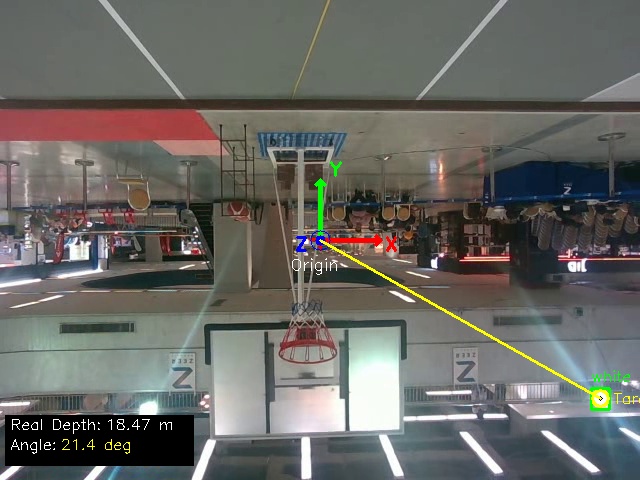 Y
Z
X
Origin
white
Tar
Real Depth: 18.47 m
Angle: 21.4 deg
Z
Z
Z